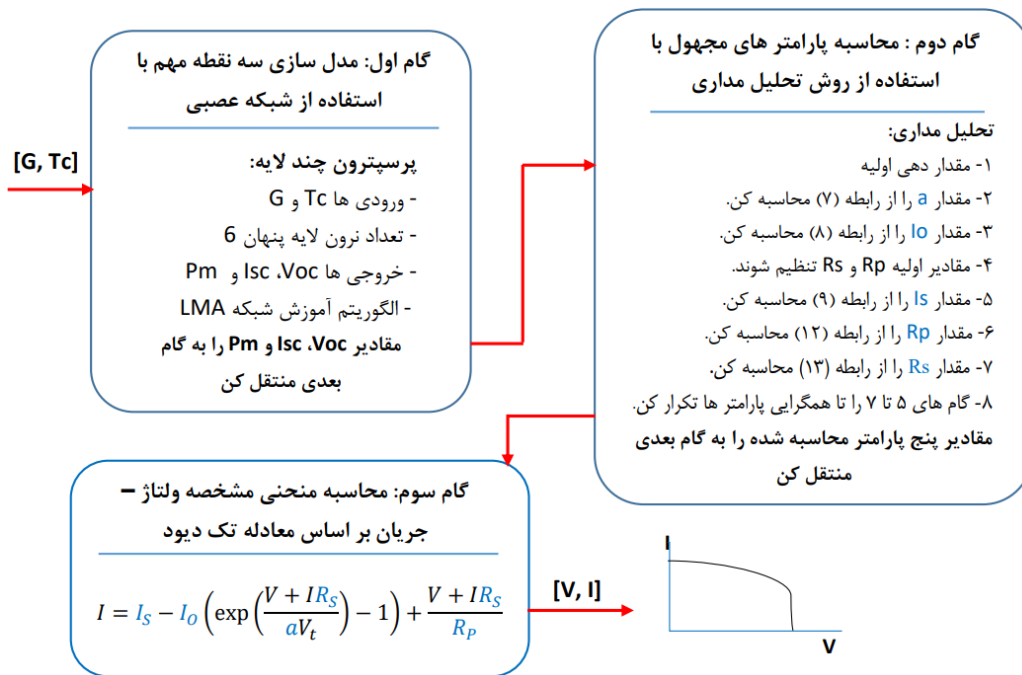 [G, Tc]
گام اول: مدل سازی سه نقطه مهم با
استفاده از شبکه عصبی
پرسپترون چند لایه:
- ورودی ها Tc و G
- تعداد نرون لایه پنهان 6
- خروجی ها Isc ،Voc و Pm
- الگوریتم آموزش شبکه LMA
مقادیر Isc ،Voc و Pm را به گام
بعدی منتقل کن
گام دوم : محاسبه پارامتر های مجهول با
استفاده از روش تحلیل مداری
تحلیل مداری:
۱- مقدار دهی اولیه
۲- مقدار a را از رابطه (۷) محاسبه کن.
۳- مقدار Io را از رابطه (۸) محاسبه کن.
۴- مقادیر اولیه Rp و Rs تنظیم شوند.
۵- مقدار Is را از رابطه (۹) محاسبه کن.
۶- مقدار Rp را از رابطه (۱۲) محاسبه کن.
۷- مقدار Rs را از رابطه (۱۳) محاسبه کن.
۸- گام های ۵ تا ۷ را تا همگرایی پارامتر ها تکرار کن.
مقادیر پنج پارامتر محاسبه شده را به گام بعدی
منتقل کن
گام سوم: محاسبه منحنی مشخصه ولتاژ –
جریان بر اساس معادله تک دیود
I = I_S − I_O (exp((V + IR_S)/(aV_t)) − 1) + (V + IR_S)/R_P
[V, I]
I
V